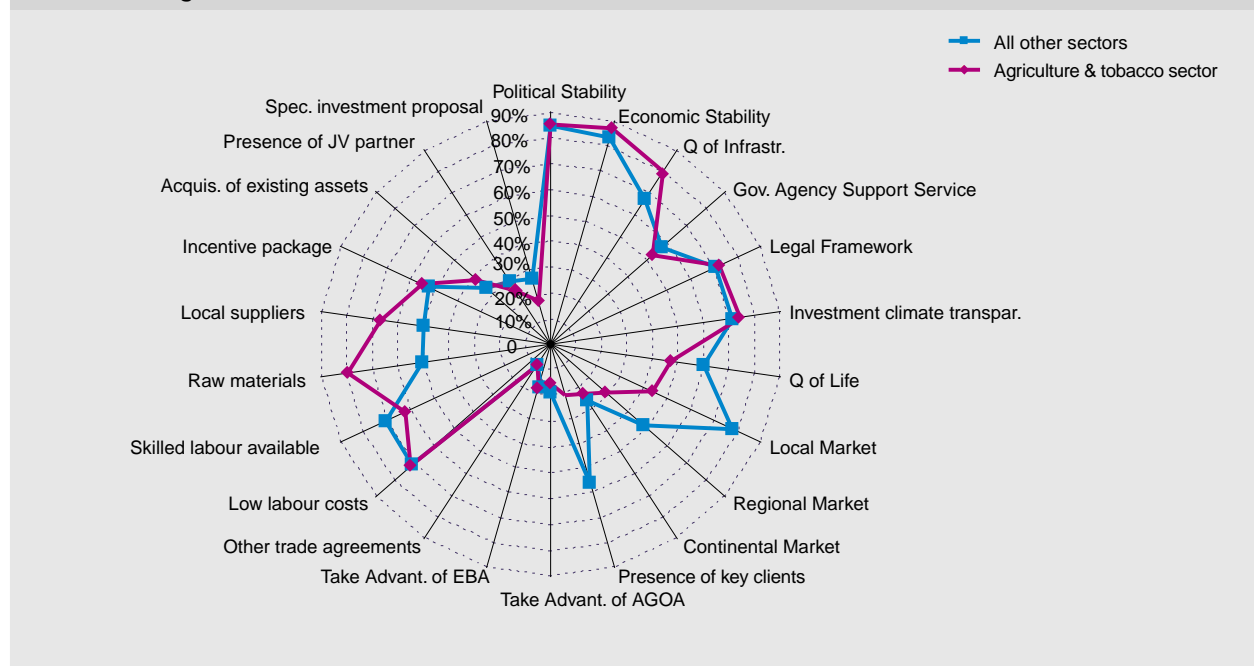 All other sectors
Agriculture & tobacco sector
Political Stability
Economic Stability
Q of Infrastr.
Gov. Agency Support Service
Legal Framework
Investment climate transpar.
Q of Life
Local Market
Regional Market
Continental Market
Presence of key clients
Take Advant. of AGOA
Take Advant. of EBA
Other trade agreements
Low labour costs
Skilled labour available
Raw materials
Local suppliers
Incentive package
Acquis. of existing assets
Presence of JV partner
Spec. investment proposal
90%
80%
70%
60%
50%
40%
30%
20%
10%
0